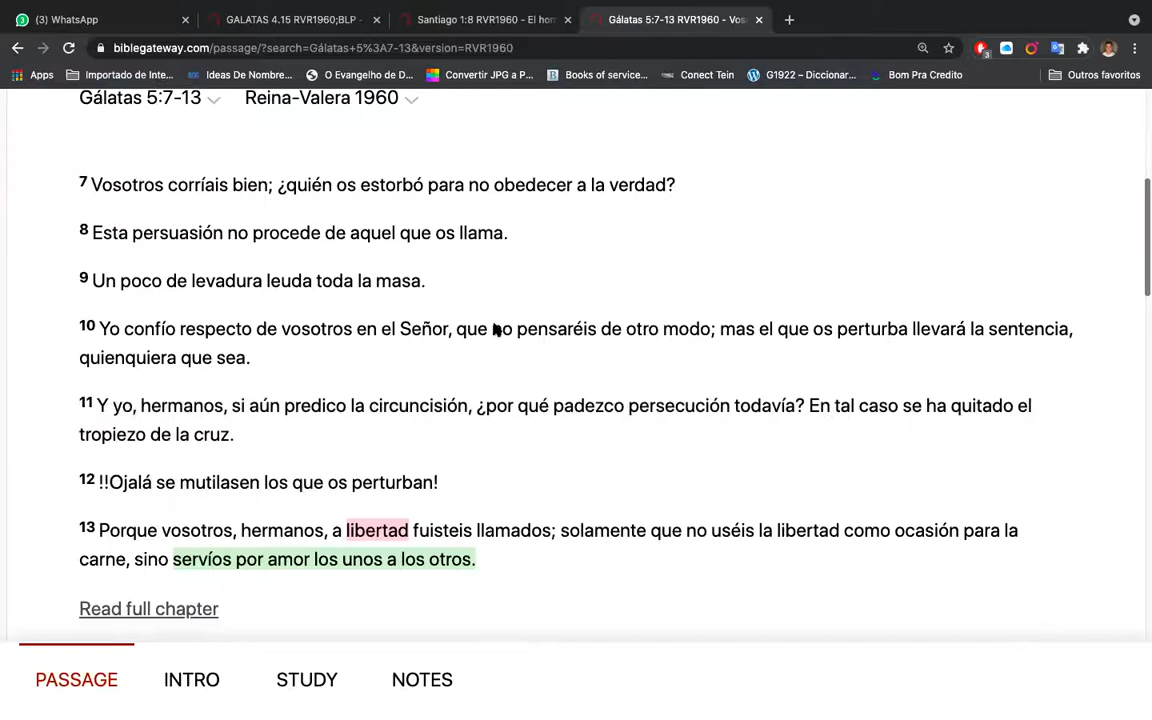 (3) WhatsApp
GALATAS 4.15 RVR1960;BLP -
Santiago 1:8 RVR1960 - El hom
Gálatas 5:7-13 RVR1960 - Vos
biblegateway.com/passage/?search=Gálatas+5%3A7-13&version=RVR1960
Apps
Importado de Inte...
Ideas De Nombre...
O Evangelho de D...
Convertir JPG a P...
Books of service...
Conect Tein
G1922 – Diccionar...
Bom Pra Credito
Outros favoritos
Gálatas 5:7-13 Reina-Valera 1960
7 Vosotros corríais bien; ¿quién os estorbó para no obedecer a la verdad?
8 Esta persuasión no procede de aquel que os llama.
9 Un poco de levadura leuda toda la masa.
10 Yo confío respecto de vosotros en el Señor, que no pensaréis de otro modo; mas el que os perturba llevará la sentencia,
quienquiera que sea.
11 Y yo, hermanos, si aún predico la circuncisión, ¿por qué padezco persecución todavía? En tal caso se ha quitado el
tropiezo de la cruz.
12 !!Ojalá se mutilasen los que os perturban!
13 Porque vosotros, hermanos, a libertad fuisteis llamados; solamente que no uséis la libertad como ocasión para la
carne, sino servíos por amor los unos a los otros.
Read full chapter
PASSAGE INTRO STUDY NOTES